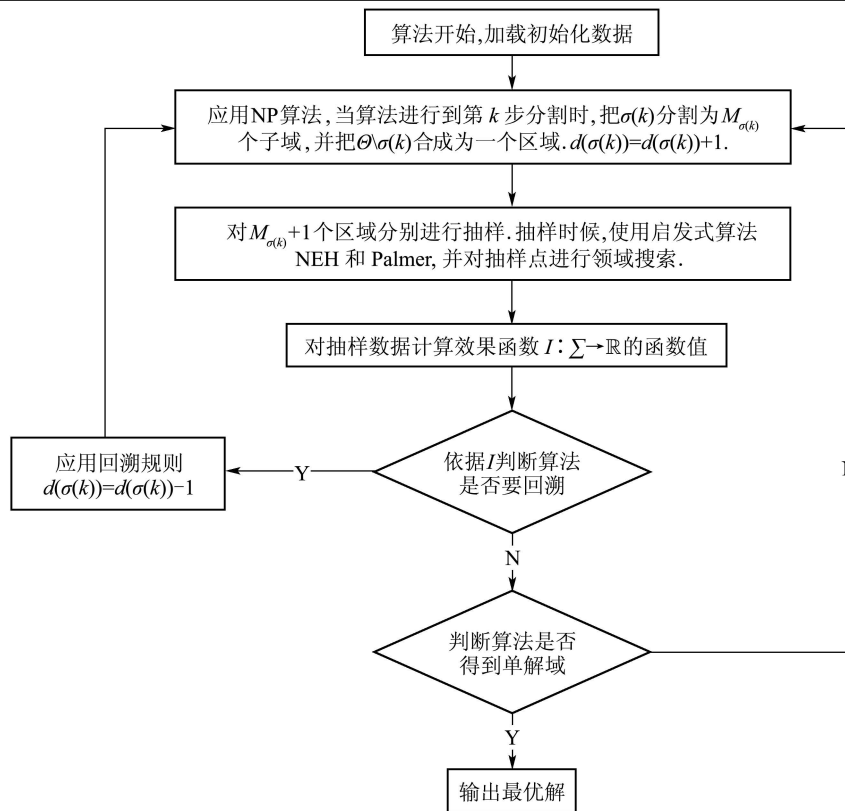 算法开始,加载初始化数据
应用NP算法,当算法进行到第 k 步分割时,把σ(k)分割为M_{σ(k)}
个子域,并把Θ\σ(k)合成为一个区域.d(σ(k))=d(σ(k))+1.
对M_{σ(k)}+1个区域分别进行抽样.抽样时候,使用启发式算法
NEH 和 Palmer, 并对抽样点进行领域搜索.
对抽样数据计算效果函数 I:∑→ℝ的函数值
依据I判断算法
是否要回溯
Y
应用回溯规则
d(σ(k))=d(σ(k))−1
N
判断算法是否
得到单解域
Y
输出最优解